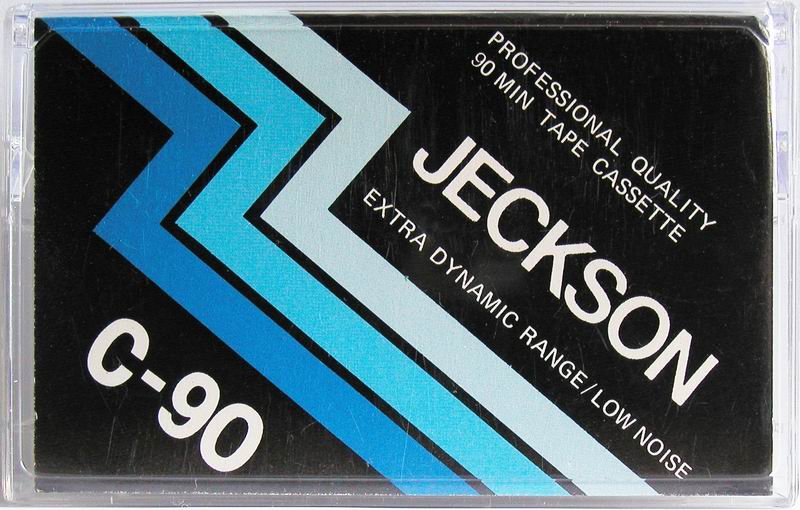 PROFESSIONAL QUALITY
90 MIN TAPE CASSETTE
JECKSON
EXTRA DYNAMIC RANGE/LOW NOISE
C-90